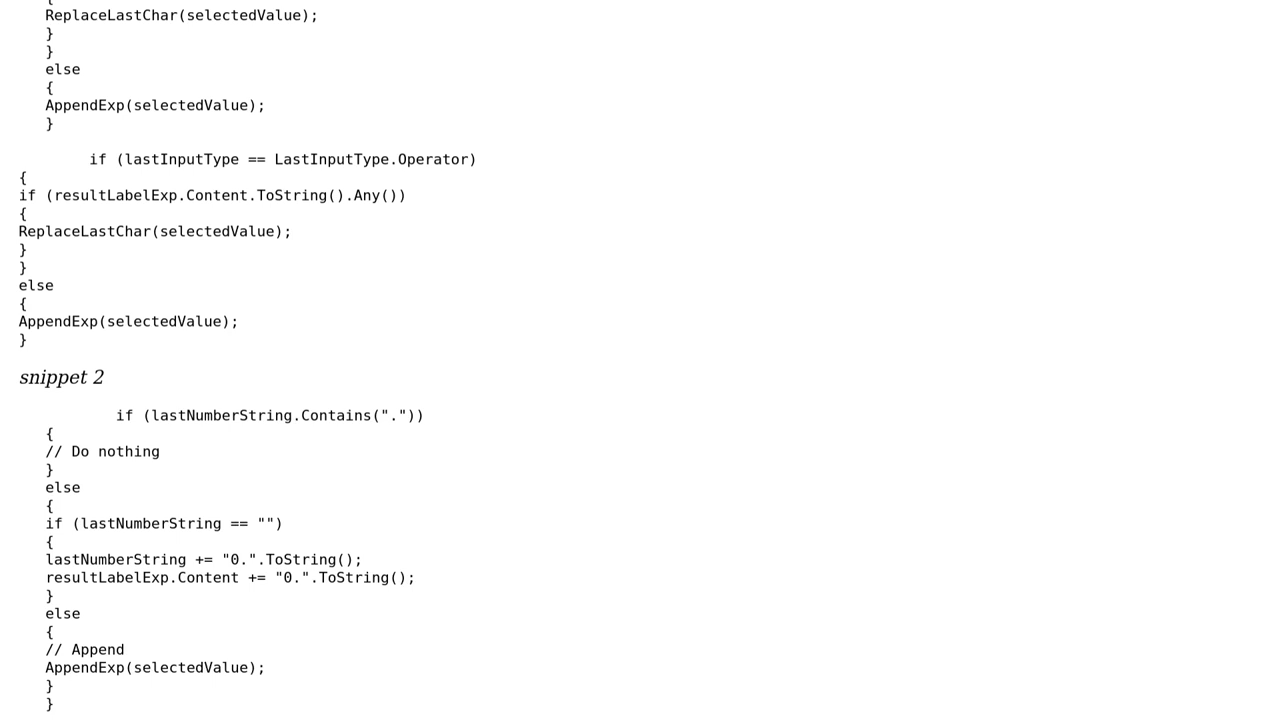 {
ReplaceLastChar(selectedValue);
}
}
else
{
AppendExp(selectedValue);
}
if (lastInputType == LastInputType.Operator)
{
if (resultLabelExp.Content.ToString().Any())
{
ReplaceLastChar(selectedValue);
}
}
else
{
AppendExp(selectedValue);
}
snippet 2
if (lastNumberString.Contains("."))
{
// Do nothing
}
else
{
if (lastNumberString == "")
{
lastNumberString += "0.".ToString();
resultLabelExp.Content += "0.".ToString();
}
else
{
// Append
AppendExp(selectedValue);
}
}